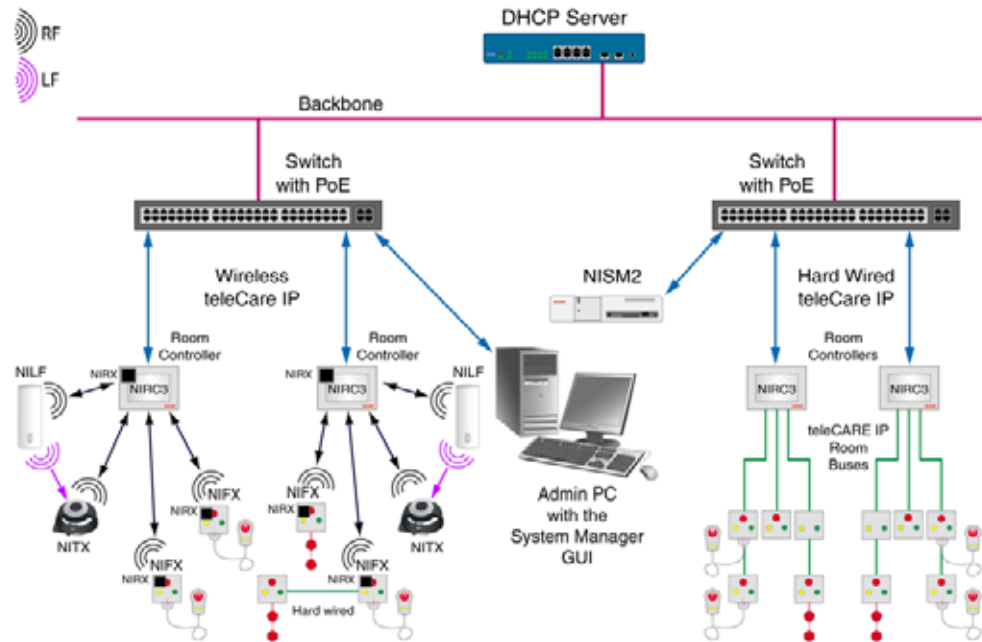 RF
LF
DHCP Server
Backbone
Switch
with PoE
Switch
with PoE
Wireless
teleCare IP
NISM2
Hard Wired
teleCare IP
Room
Controller
Room
Controller
Room
Controllers
NILF
NIRX
NIRC3
NIRX
NIRC3
NILF
NIRC3
NIRC3
teleCARE IP
Room
Buses
NITX
NIFX
NIRX
NIFX
NIRX
NITX
Admin PC
with the
System Manager
GUI
NIFX
NIRX
NIFX
NIRX
Hard wired